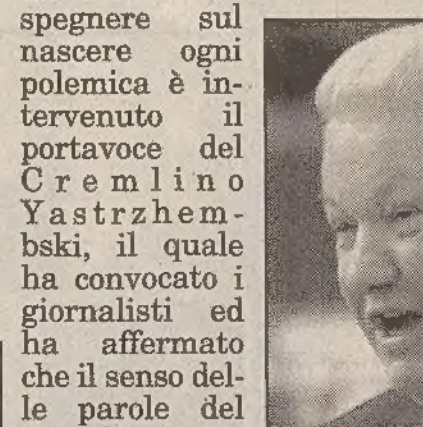 spegnere sul
nascere ogni
polemica è in-
tervenuto il
portavoce del
Cremlino
Yastrzhem-
bski, il quale
ha convocato i
giornalisti ed
ha affermato
che il senso del-
le parole del